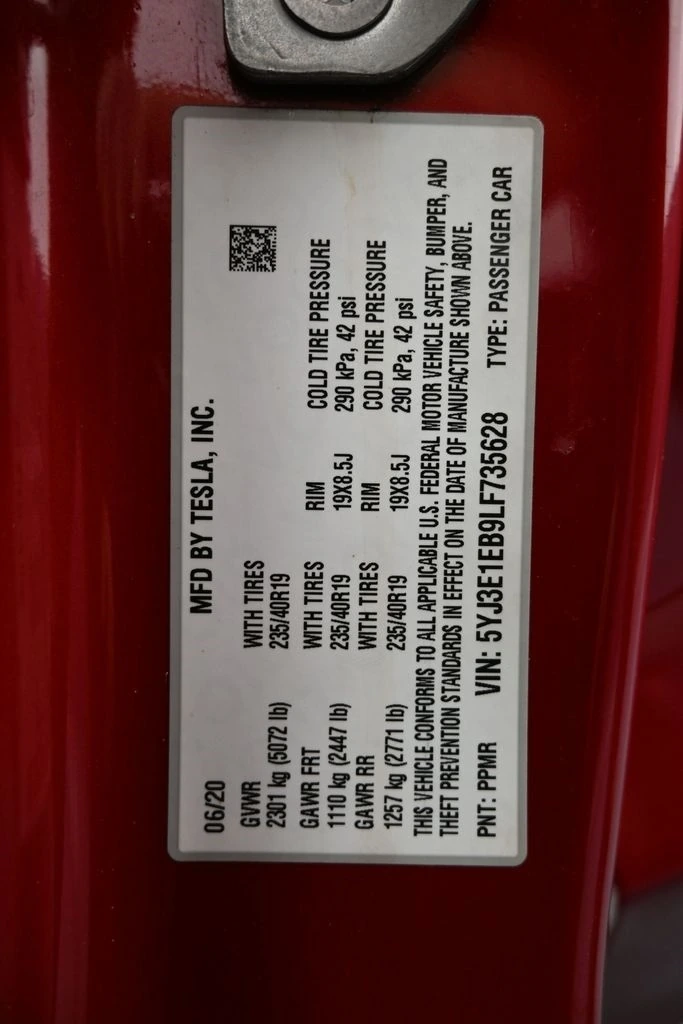 MFD BY TESLA, INC.
06/20
GVWR WITH TIRES
2301 kg (5072 lb) 235/40R19
GAWR FRT WITH TIRES RIM COLD TIRE PRESSURE
1110 kg (2447 lb) 235/40R19 19X8.5J 290 kPa, 42 psi
GAWR RR WITH TIRES RIM COLD TIRE PRESSURE
1257 kg (2771 lb) 235/40R19 19X8.5J 290 kPa, 42 psi
THIS VEHICLE CONFORMS TO ALL APPLICABLE U.S. FEDERAL MOTOR VEHICLE SAFETY, BUMPER, AND
THEFT PREVENTION STANDARDS IN EFFECT ON THE DATE OF MANUFACTURE SHOWN ABOVE.
PNT: PPMR VIN: 5YJ3E1EB9LF735628 TYPE: PASSENGER CAR